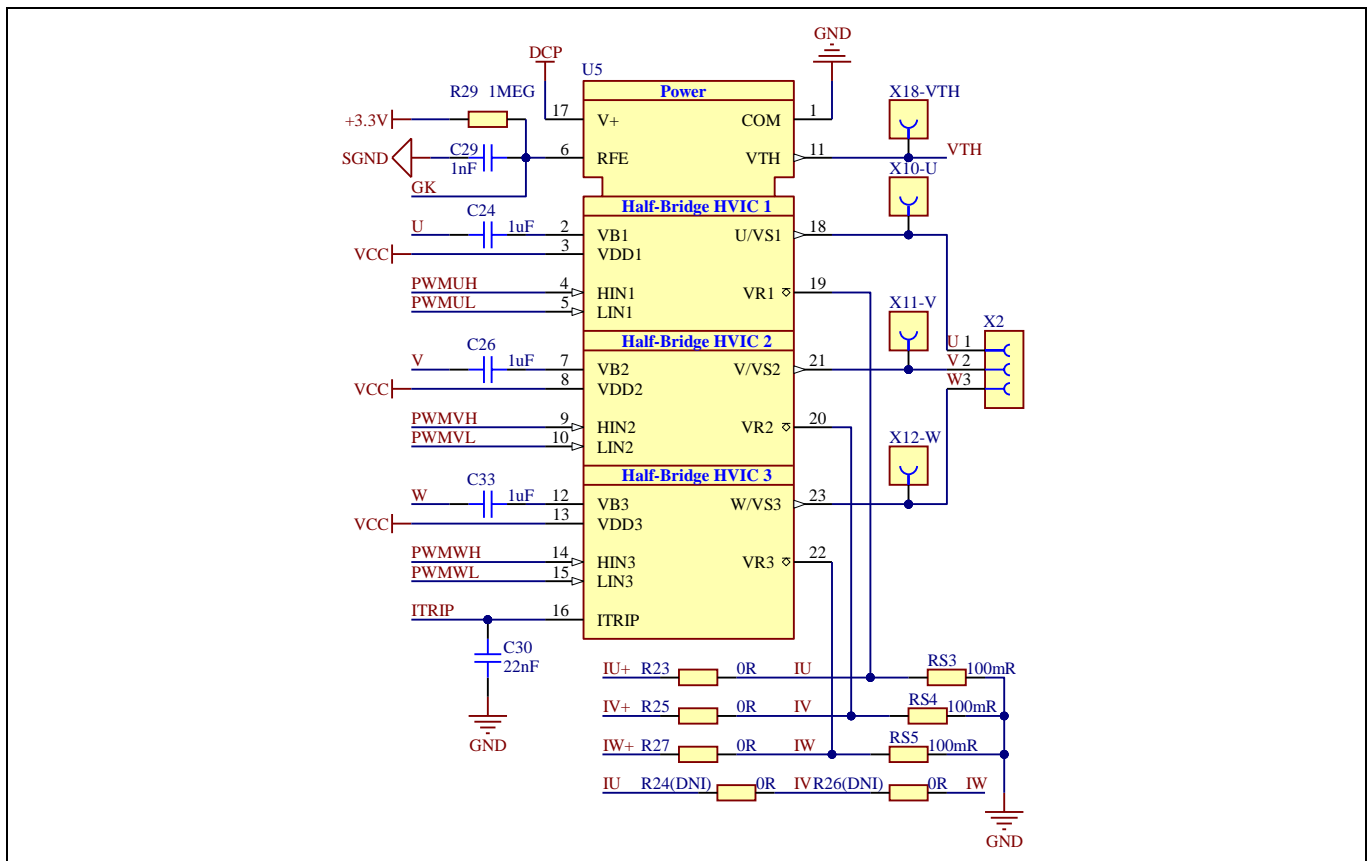 GND
DCP
U5
R29 1MEG
Power
X18-VTH
+3.3V
17 V+
COM 1
C29
SGND
1nF
6 RFE
VTH 11
VTH
GK
X10-U
Half-Bridge HVIC 1
C24
U
1uF
2 VB1
U/VS1 18
VCC
3 VDD1
PWMUH
4 HIN1
VR1 19
PWMUL
5 LIN1
X11-V
X2
Half-Bridge HVIC 2
C26
U 1
V
1uF
7 VB2
V/VS2 21
V 2
VCC
8 VDD2
W3
PWMVH
9 HIN2
VR2 20
PWMVL
10 LIN2
X12-W
Half-Bridge HVIC 3
C33
W
1uF
12 VB3
W/VS3 23
VCC
13 VDD3
PWMWH
14 HIN3
VR3 22
PWMWL
15 LIN3
ITRIP
16 ITRIP
C30
22nF
GND
IU+ R23 0R IU RS3 100mR
IV+ R25 0R IV RS4 100mR
IW+ R27 0R IW RS5 100mR
IU R24(DNI) 0R IV R26(DNI) 0R IW
GND